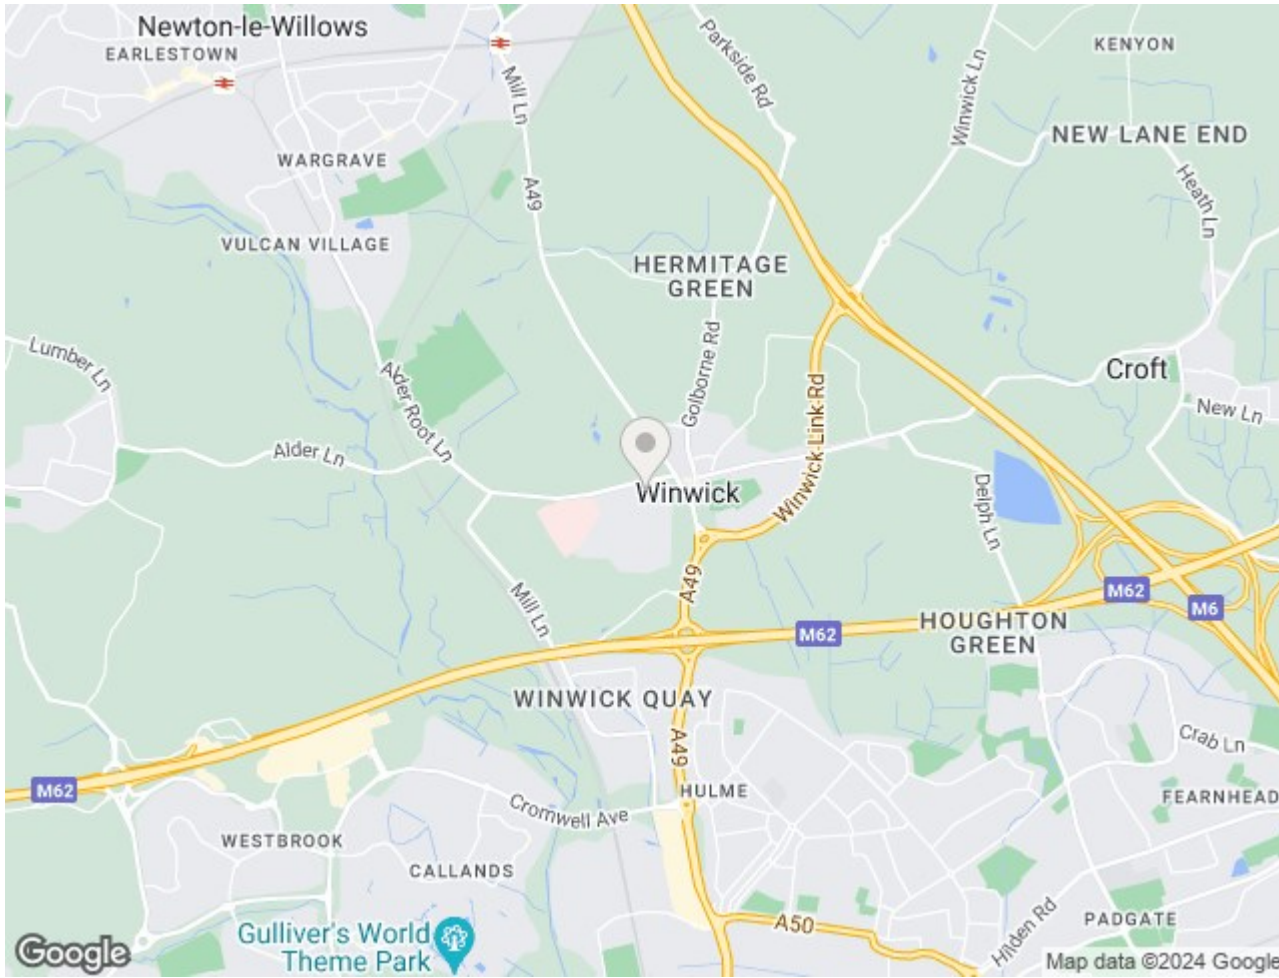 Newton-le-Willows
EARLESTOWN
Mill Ln
Parkside Rd
KENYON
Winwick Ln
NEW LANE END
WARGRAVE
A49
Heath Ln
VULCAN VILLAGE
HERMITAGE
GREEN
Lumber Ln
Alder Root Ln
Golborne Rd
Winwick Link Rd
Croft
New Ln
Alder Ln
Winwick
Delph Ln
A49
Mill Ln
M62
M6
HOUGHTON
GREEN
M62
WINWICK QUAY
A49
Crab Ln
M62
HULME
FEARNHEAD
Cromwell Ave
WESTBROOK
CALLANDS
Gulliver's World
Theme Park
A50
Hilden Rd
PADGATE
Google
Map data ©2024 Google